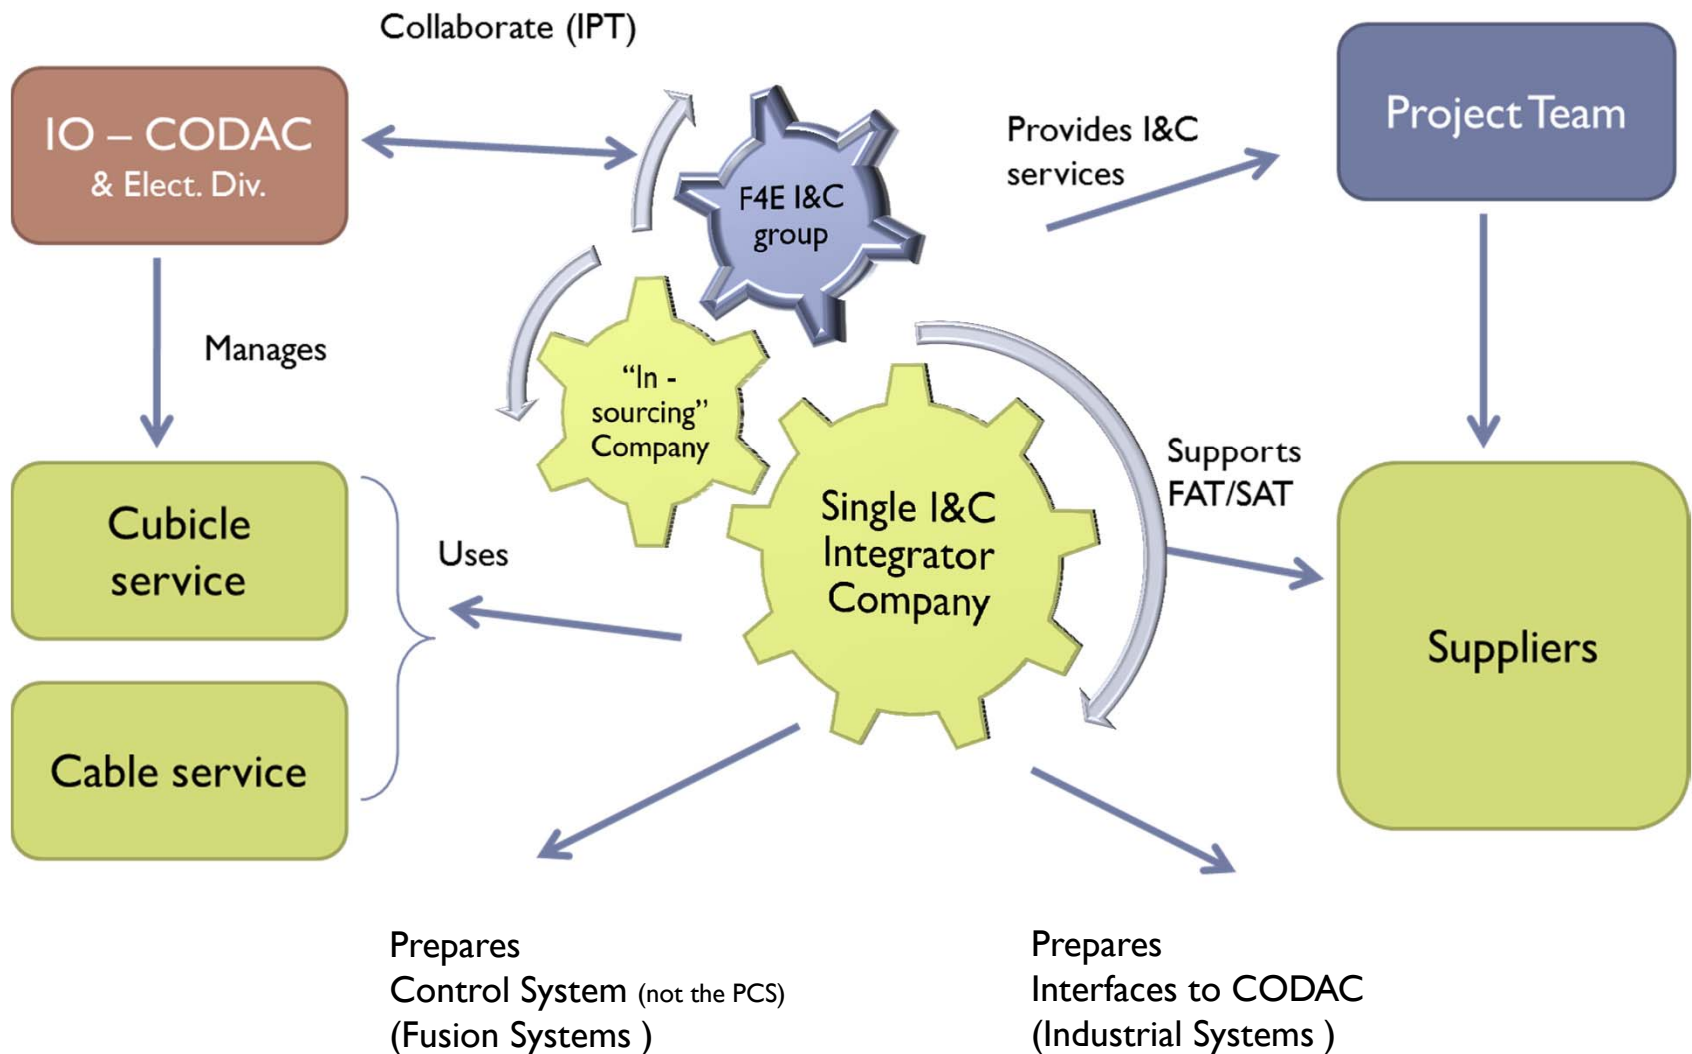 Collaborate (IPT)
IO – CODAC
& Elect. Div.
F4E I&C
group
Provides I&C
services
Project Team
Manages
“In -
sourcing”
Company
Supports
FAT/SAT
Cubicle
service
Uses
Single I&C
Integrator
Company
Suppliers
Cable service
Prepares
Control System (not the PCS)
(Fusion Systems )
Prepares
Interfaces to CODAC
(Industrial Systems )